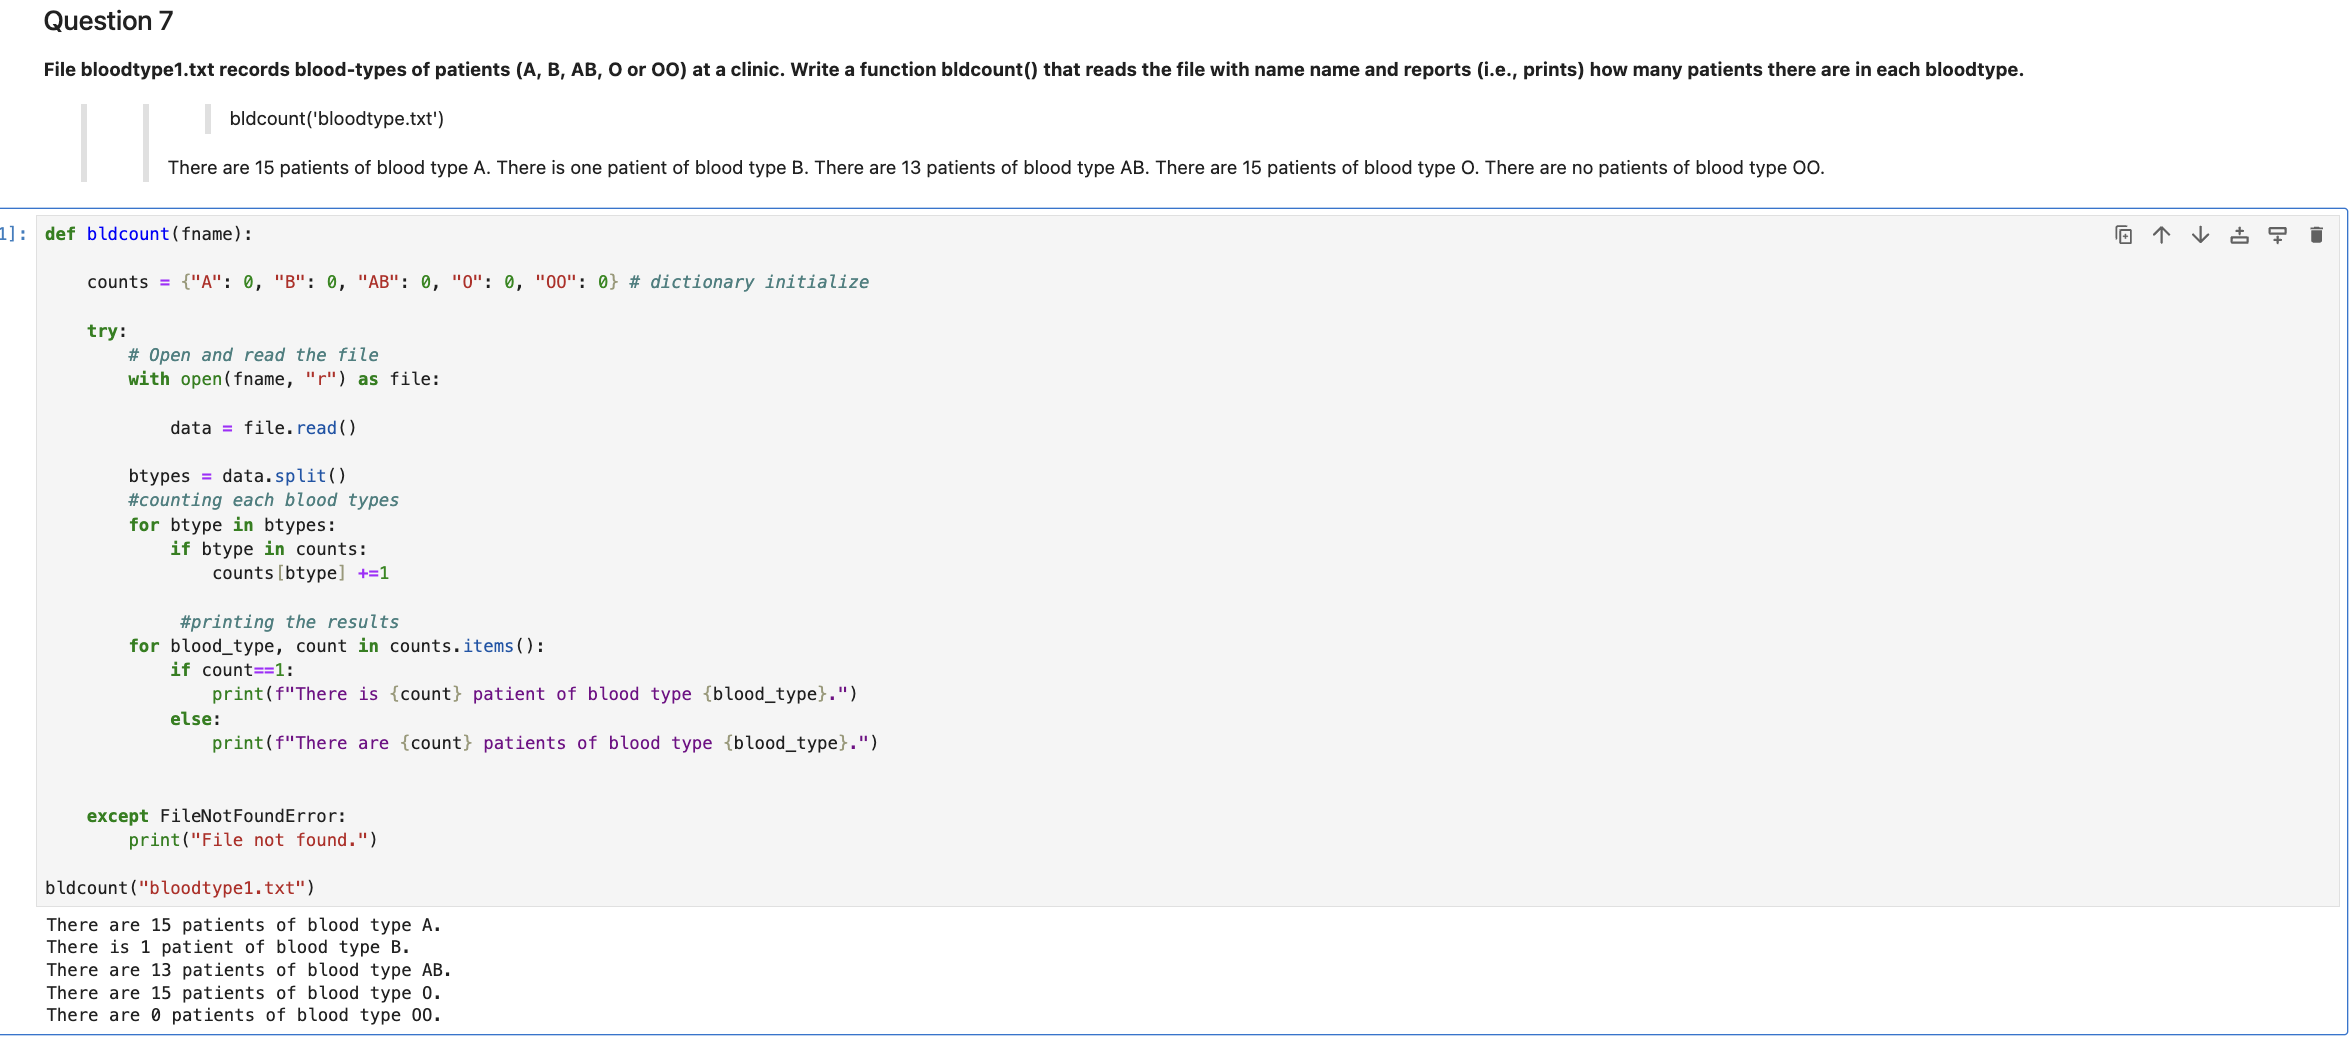 Question 7
File bloodtype1.txt records blood-types of patients (A, B, AB, O or OO) at a clinic. Write a function bldcount() that reads the file with name name and reports (i.e., prints) how many patients there are in each bloodtype.
bldcount('bloodtype.txt')
There are 15 patients of blood type A. There is one patient of blood type B. There are 13 patients of blood type AB. There are 15 patients of blood type O. There are no patients of blood type OO.
1]: def bldcount(fname):
    counts = {"A": 0, "B": 0, "AB": 0, "O": 0, "OO": 0} # dictionary initialize
    try:
        # Open and read the file
        with open(fname, "r") as file:
            data = file.read()
        btypes = data.split()
        #counting each blood types
        for btype in btypes:
            if btype in counts:
                counts[btype] +=1
             #printing the results
        for blood_type, count in counts.items():
            if count==1:
                print(f"There is {count} patient of blood type {blood_type}.")
            else:
                print(f"There are {count} patients of blood type {blood_type}.")
    except FileNotFoundError:
        print("File not found.")
bldcount("bloodtype1.txt")
There are 15 patients of blood type A.
There is 1 patient of blood type B.
There are 13 patients of blood type AB.
There are 15 patients of blood type O.
There are 0 patients of blood type OO.